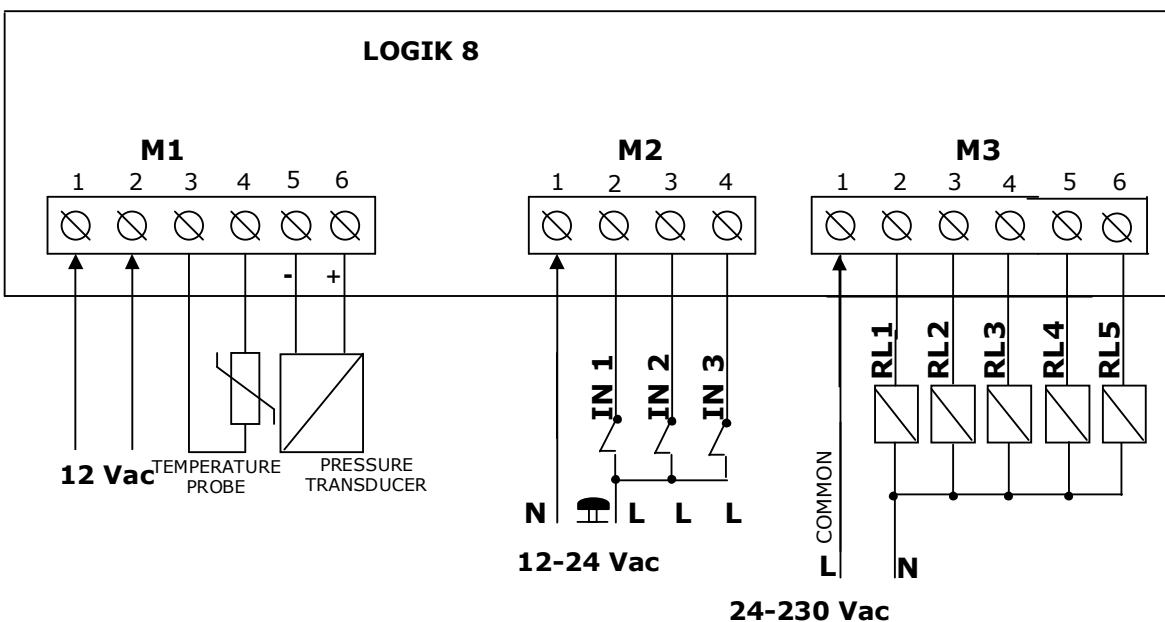 LOGIK 8
M1 M2 M3
1 2 3 4 5 6 1 2 3 4 1 2 3 4 5 6
- +
IN 1 IN 2 IN 3 RL1 RL2 RL3 RL4 RL5
12 Vac
TEMPERATURE
PROBE
PRESSURE
TRANSDUCER
N L L L
12-24 Vac
COMMON
L N
24-230 Vac